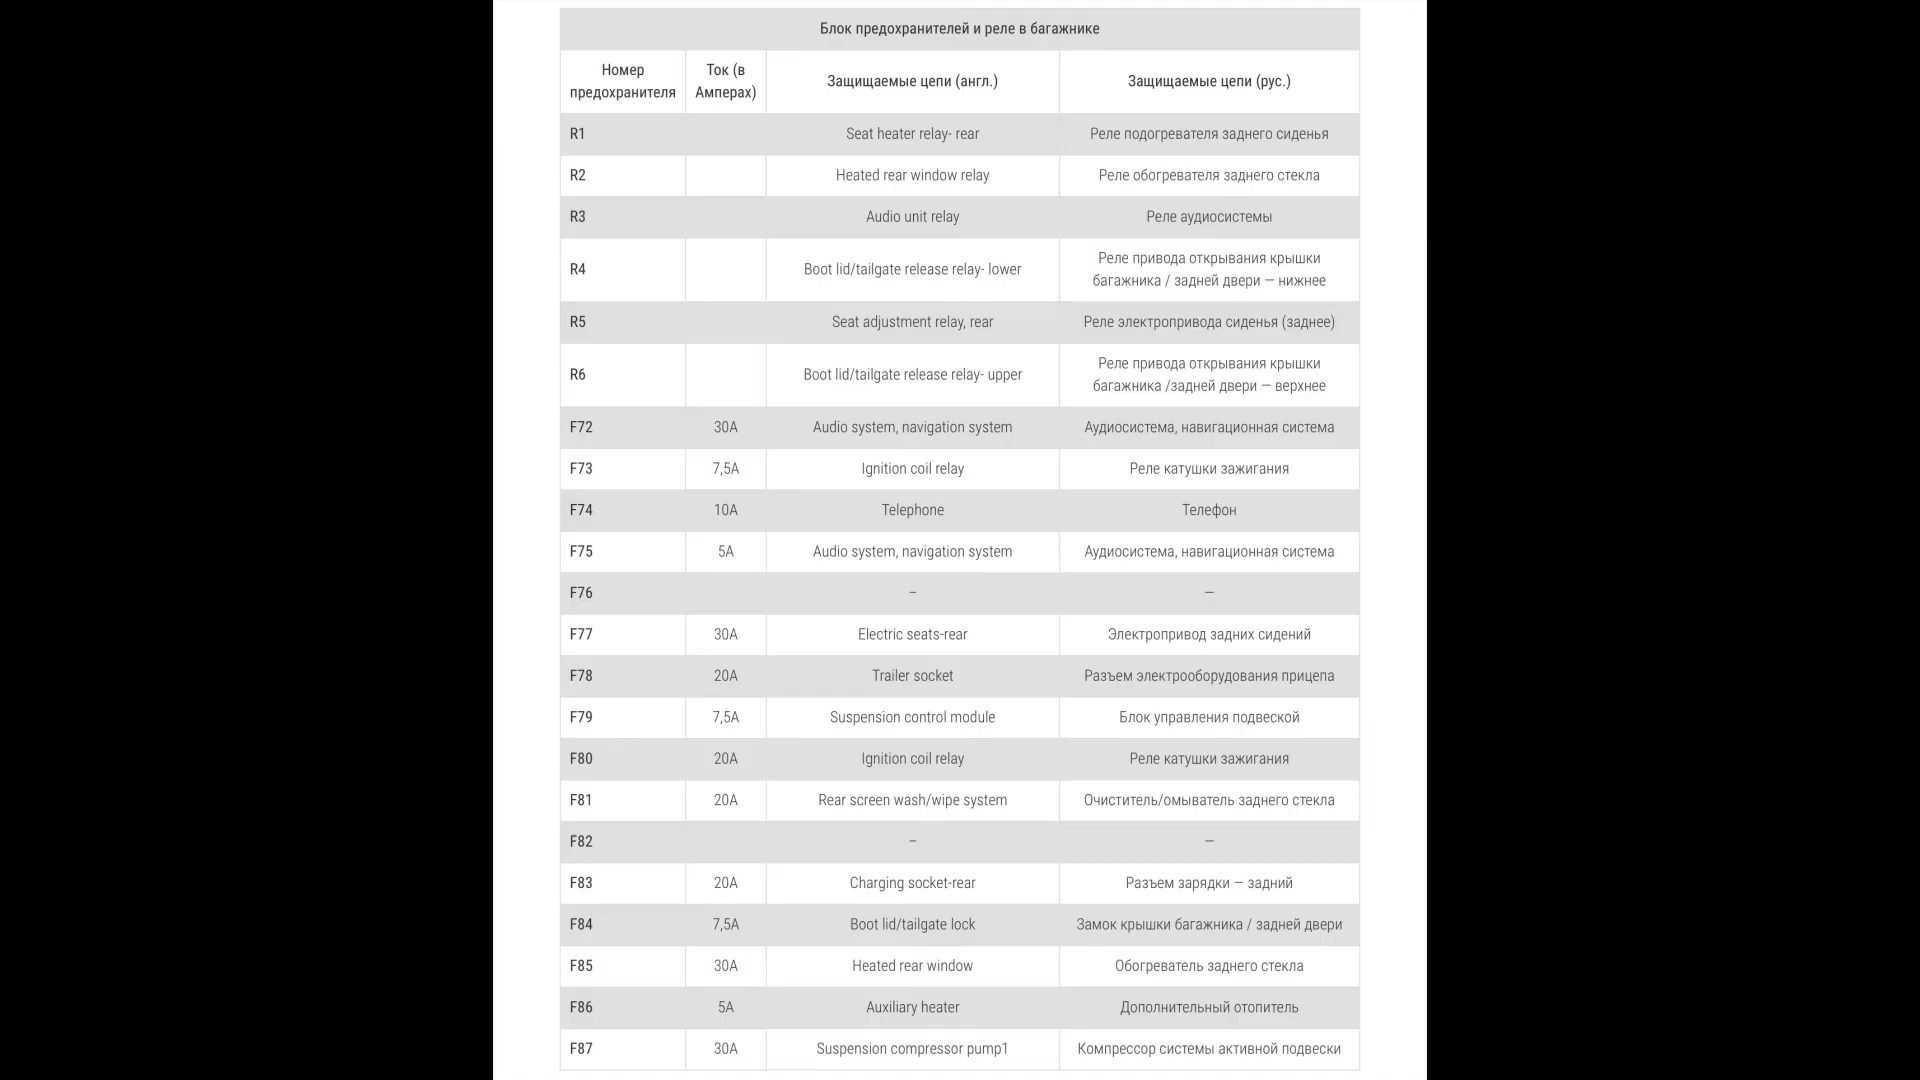 Блок предохранителей и реле в багажнике
Номер предохранителя Ток (в Амперах) Защищаемые цепи (англ.) Защищаемые цепи (рус.)
R1 Seat heater relay- rear Реле подогревателя заднего сиденья
R2 Heated rear window relay Реле обогревателя заднего стекла
R3 Audio unit relay Реле аудиосистемы
R4 Boot lid/tailgate release relay- lower Реле привода открывания крышки багажника / задней двери — нижнее
R5 Seat adjustment relay, rear Реле электропривода сиденья (заднее)
R6 Boot lid/tailgate release relay- upper Реле привода открывания крышки багажника /задней двери — верхнее
F72 30A Audio system, navigation system Аудиосистема, навигационная система
F73 7,5A Ignition coil relay Реле катушки зажигания
F74 10A Telephone Телефон
F75 5A Audio system, navigation system Аудиосистема, навигационная система
F76 – —
F77 30A Electric seats-rear Электропривод задних сидений
F78 20A Trailer socket Разъем электрооборудования прицепа
F79 7,5A Suspension control module Блок управления подвеской
F80 20A Ignition coil relay Реле катушки зажигания
F81 20A Rear screen wash/wipe system Очиститель/омыватель заднего стекла
F82 – —
F83 20A Charging socket-rear Разъем зарядки — задний
F84 7,5A Boot lid/tailgate lock Замок крышки багажника / задней двери
F85 30A Heated rear window Обогреватель заднего стекла
F86 5A Auxiliary heater Дополнительный отопитель
F87 30A Suspension compressor pump1 Компрессор системы активной подвески